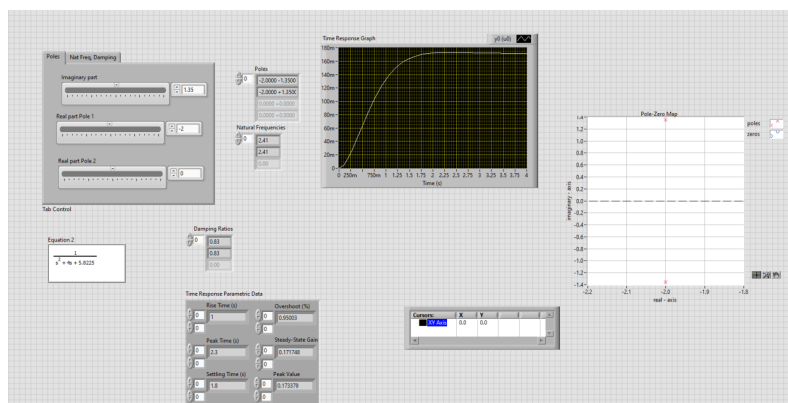 Time Response Graph
y0 (u0)
Poles
Nat Freq, Damping
Imaginary part
1.35
Real part Pole 1
-2
Real part Pole 2
0
Tab Control
Poles
0
-2.0000 -1.3500
-2.0000 +1.350(
0.0000 +0.0000
0.0000 +0.0000
Natural Frequencies
0
2.41
2.41
0.00
180m
160m
140m
120m
100m
80m
60m
40m
20m
0
0 250m 750m 1 1.25 1.5 1.75 2 2.25 2.5 2.75 3 3.25 3.5 3.75 4
Time (s)
Pole-Zero Map
poles
zeros
1.4
1.2
1.0
0.8
0.6
0.4
0.2
0.0
-0.2
-0.4
-0.6
-0.8
-1.0
-1.2
-1.4
imaginary - axis
-2.2 -2.1 -2.0 -1.9 -1.8
real - axis
Equation 2
1
s² + 4s + 5.8225
Damping Ratios
0
0.83
0.83
0.00
Time Response Parametric Data
Rise Time (s)
0
1
0
Overshoot (%)
0
0.95003
0
Peak Time (s)
0
2.3
0
Steady-State Gain
0
0.171748
0
Settling Time (s)
0
1.8
0
Peak Value
0
0.173379
0
Cursors: X Y
XY Axis 0.0 0.0